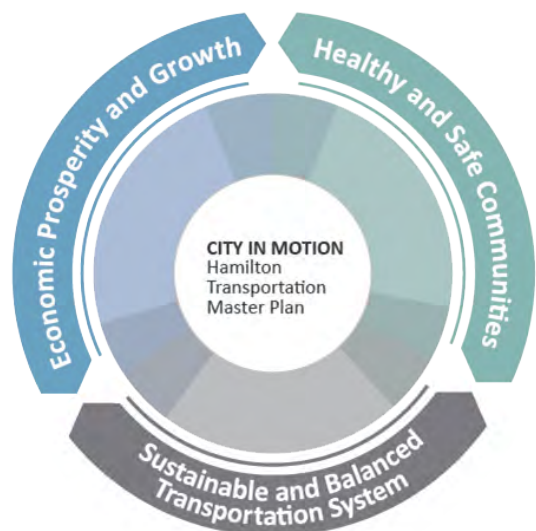 Economic Prosperity and Growth
Healthy and Safe Communities
CITY IN MOTION
Hamilton
Transportation
Master Plan
Sustainable and Balanced
Transportation System